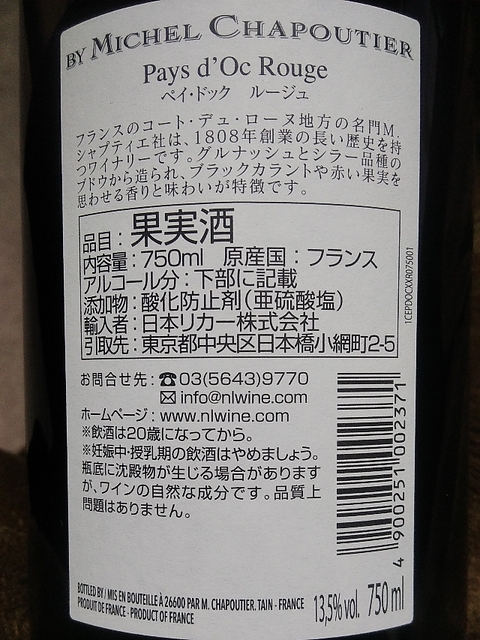 BY MICHEL CHAPOUTIER
Pays d'Oc Rouge
ペイ・ドック ルージュ
フランスのコート・デュ・ローヌ地方の名門M.
シャプティエ社は、1808年創業の長い歴史を持
つワイナリーです。グルナッシュとシラー品種の
ブドウから造られ、ブラックカラントや赤い果実を
思わせる香りと味わいが特徴です。
品目：果実酒
内容量：750ml 原産国：フランス
アルコール分：下部に記載
添加物：酸化防止剤（亜硫酸塩）
輸入者：日本リカー株式会社
引取先：東京都中央区日本橋小網町2-5
1CEPDOCXXR075001
お問合せ先：☎03(5643)9770
✉info@nlwine.com
ホームページ：www.nlwine.com
※飲酒は20歳になってから。
※妊娠中・授乳期の飲酒はやめましょう。
瓶底に沈殿物が生じる場合があります
が、ワインの自然な成分です。品質上
問題はありません。
4 900251 002371
BOTTLED BY / MIS EN BOUTEILLE À 26600 PAR M. CHAPOUTIER. TAIN - FRANCE
PRODUIT DE FRANCE - PRODUCT OF FRANCE
13,5% vol. 750 ml